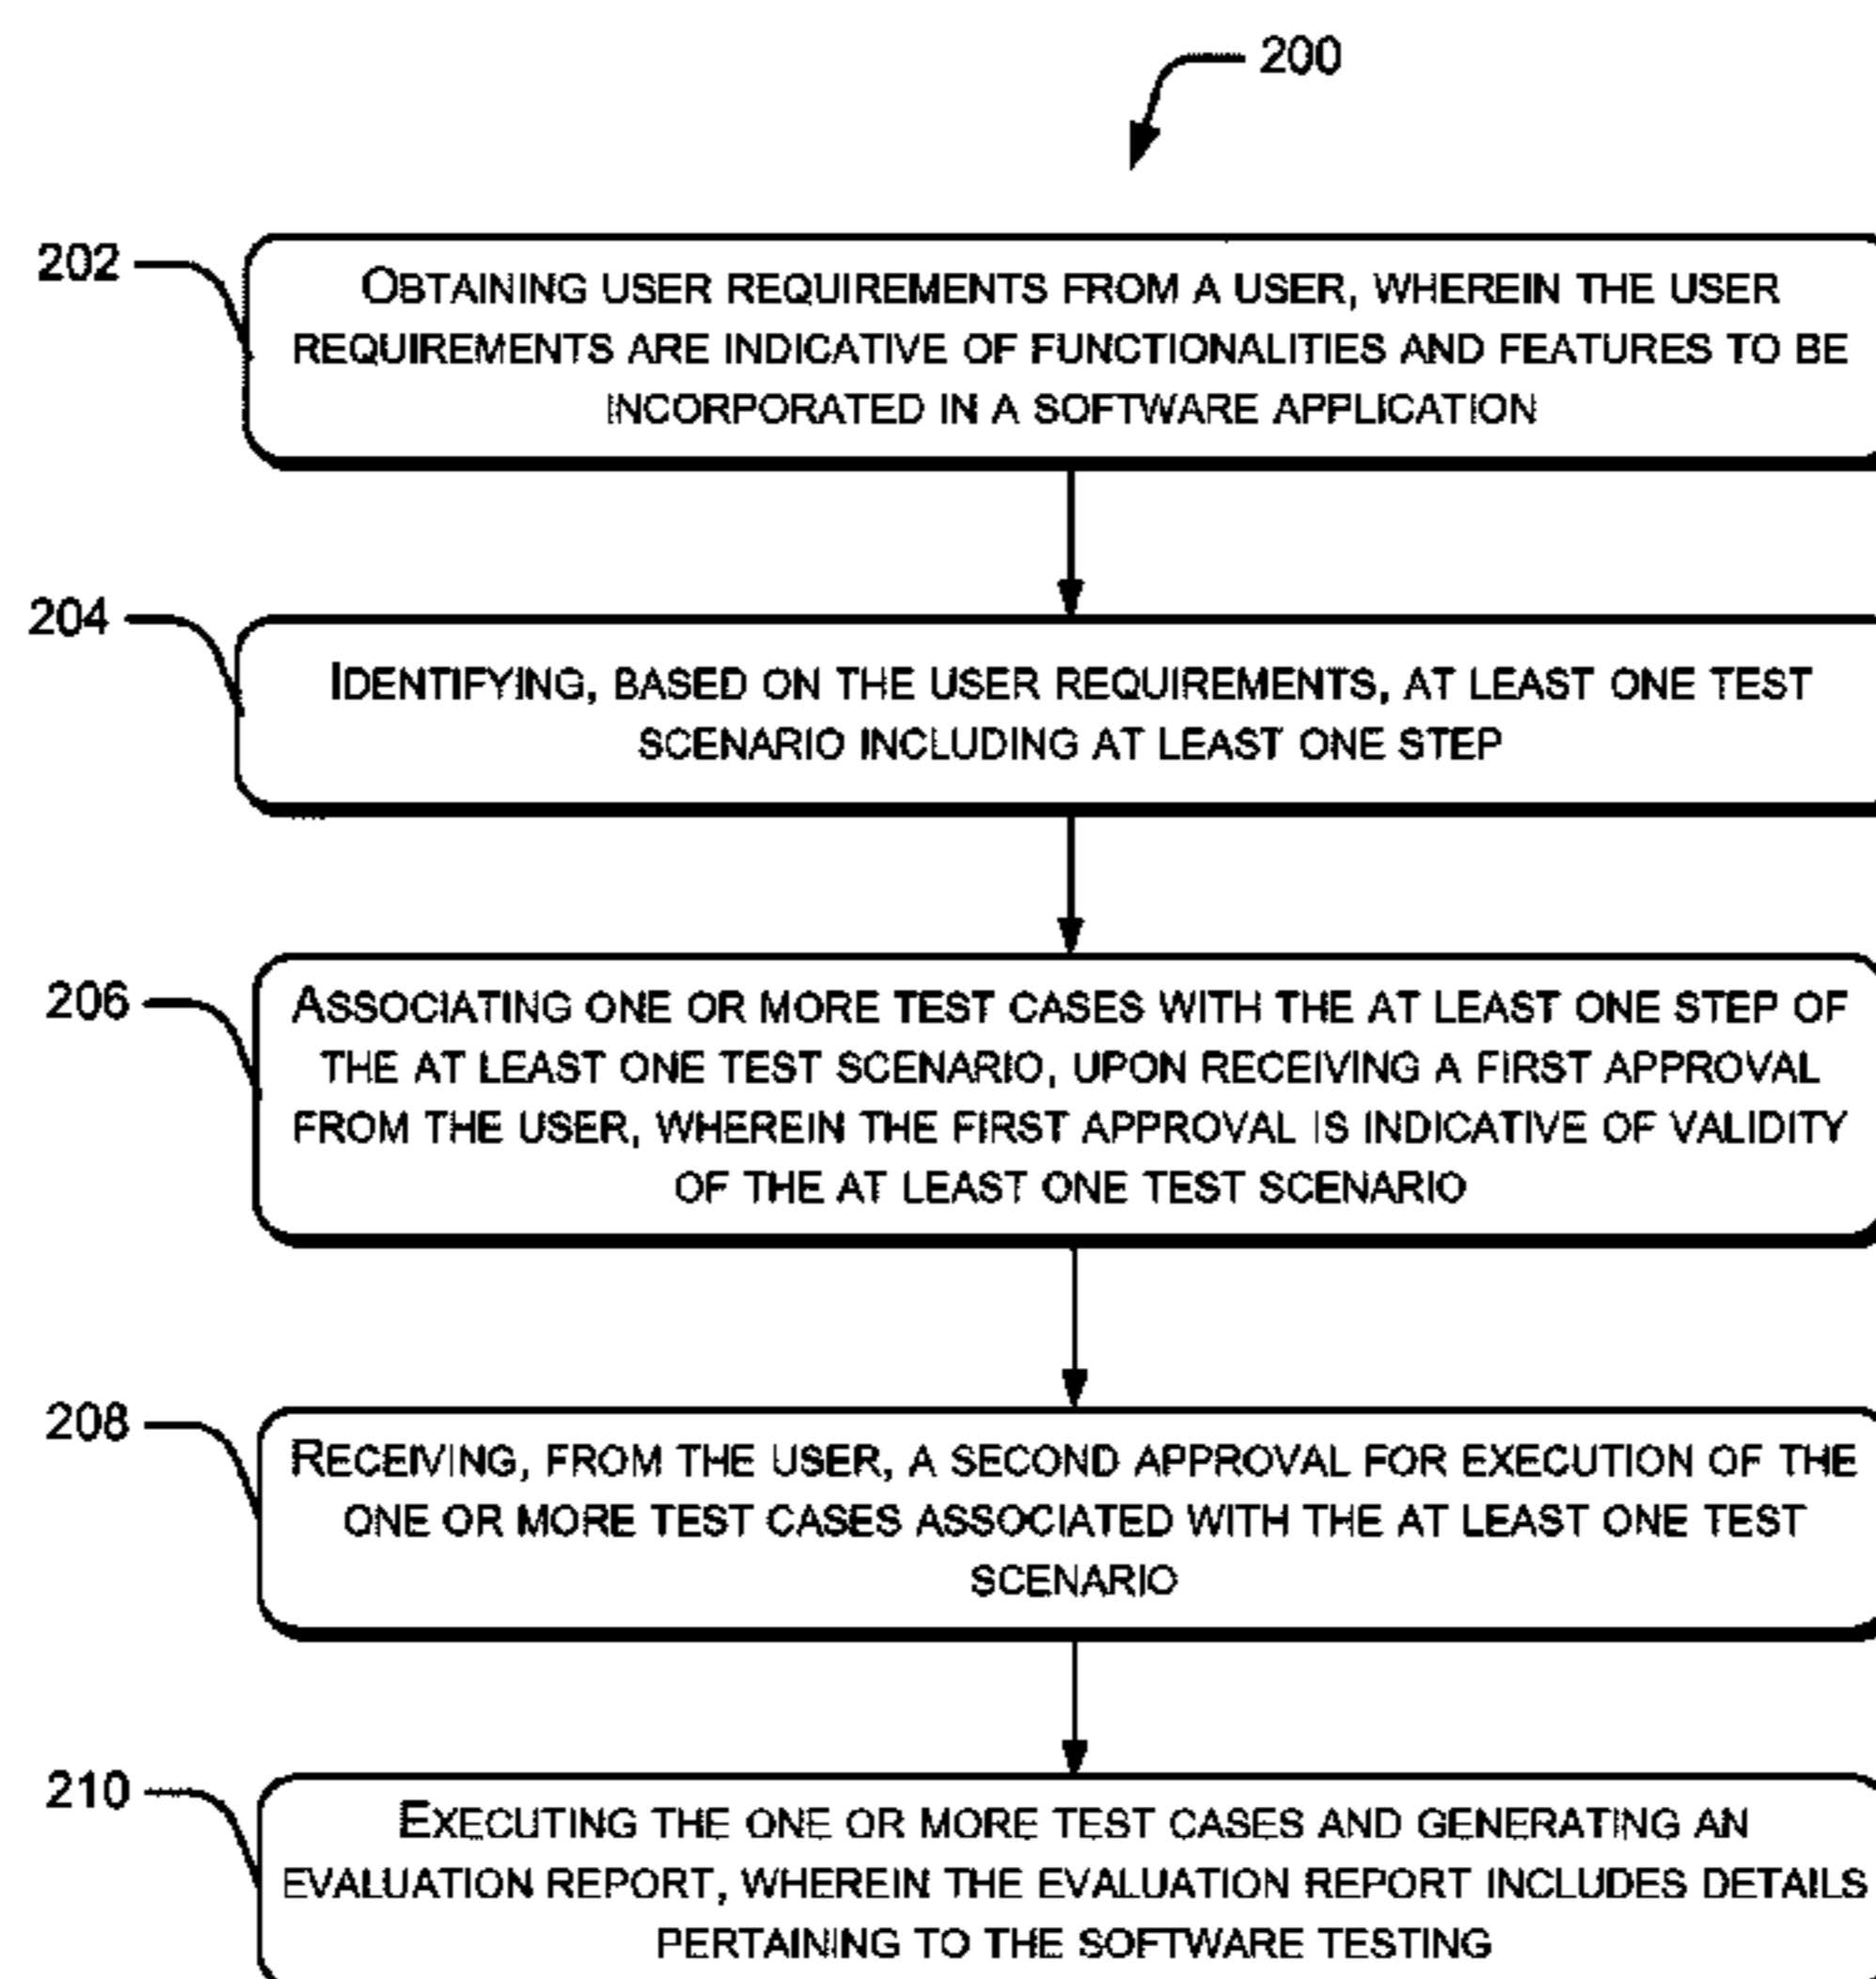 200
202
OBTAINING USER REQUIREMENTS FROM A USER, WHEREIN THE USER
REQUIREMENTS ARE INDICATIVE OF FUNCTIONALITIES AND FEATURES TO BE
INCORPORATED IN A SOFTWARE APPLICATION
204
IDENTIFYING, BASED ON THE USER REQUIREMENTS, AT LEAST ONE TEST
SCENARIO INCLUDING AT LEAST ONE STEP
206
ASSOCIATING ONE OR MORE TEST CASES WITH THE AT LEAST ONE STEP OF
THE AT LEAST ONE TEST SCENARIO, UPON RECEIVING A FIRST APPROVAL
FROM THE USER, WHEREIN THE FIRST APPROVAL IS INDICATIVE OF VALIDITY
OF THE AT LEAST ONE TEST SCENARIO
208
RECEIVING, FROM THE USER, A SECOND APPROVAL FOR EXECUTION OF THE
ONE OR MORE TEST CASES ASSOCIATED WITH THE AT LEAST ONE TEST
SCENARIO
210
EXECUTING THE ONE OR MORE TEST CASES AND GENERATING AN
EVALUATION REPORT, WHEREIN THE EVALUATION REPORT INCLUDES DETAILS
PERTAINING TO THE SOFTWARE TESTING